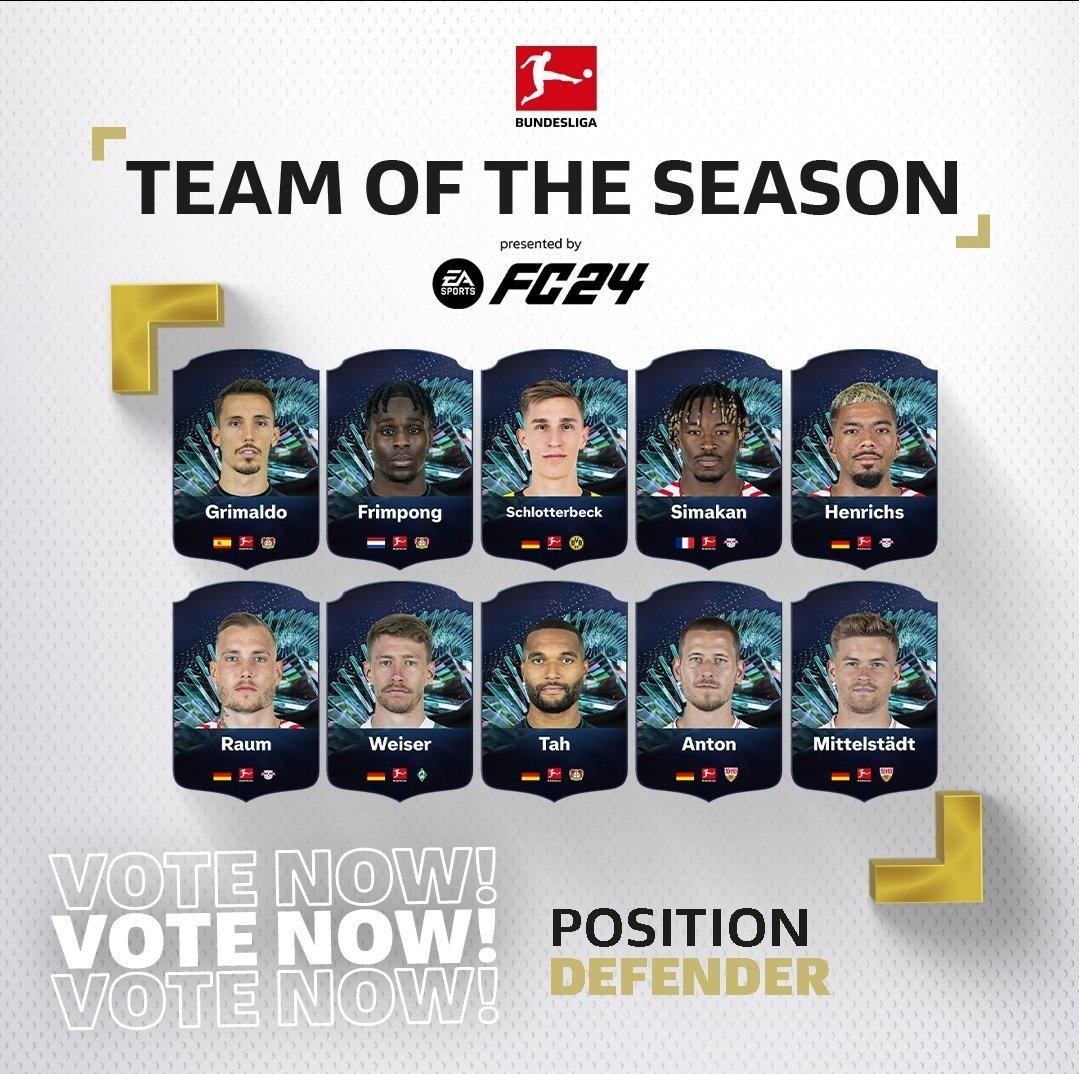 BUNDESLIGA
TEAM OF THE SEASON
presented by
EA SPORTS FC24
Grimaldo
Frimpong
Schlotterbeck
Simakan
Henrichs
Raum
Weiser
Tah
Anton
Mittelstädt
VOTE NOW!
VOTE NOW!
VOTE NOW!
POSITION
DEFENDER